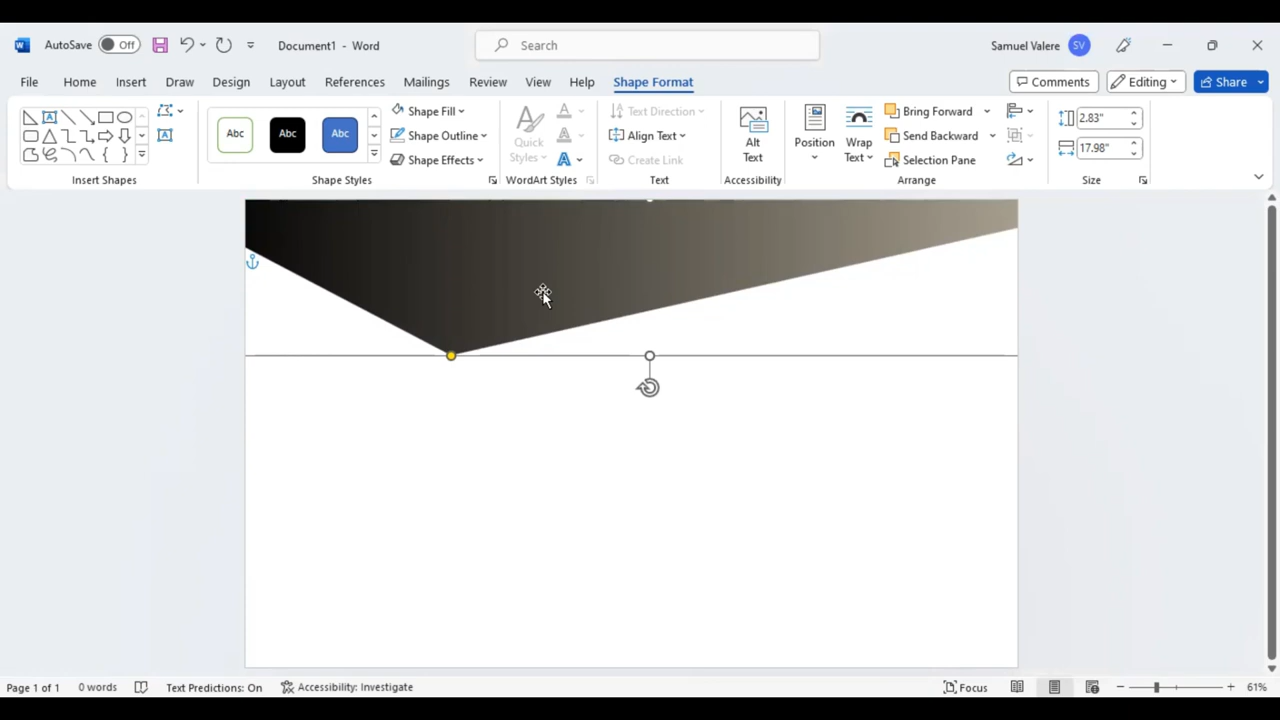 AutoSave Off Document1 - Word Search Samuel Valere SV
File Home Insert Draw Design Layout References Mailings Review View Help Shape Format Comments Editing Share
Abc Abc Abc
Shape Fill
Shape Outline
Shape Effects
Quick
Styles
Text Direction
Align Text
Create Link
Alt
Text
Position
Wrap
Text
Bring Forward
Send Backward
Selection Pane
2.83"
17.98"
Insert Shapes Shape Styles WordArt Styles Text Accessibility Arrange Size
Page 1 of 1 0 words Text Predictions: On Accessibility: Investigate Focus 61%